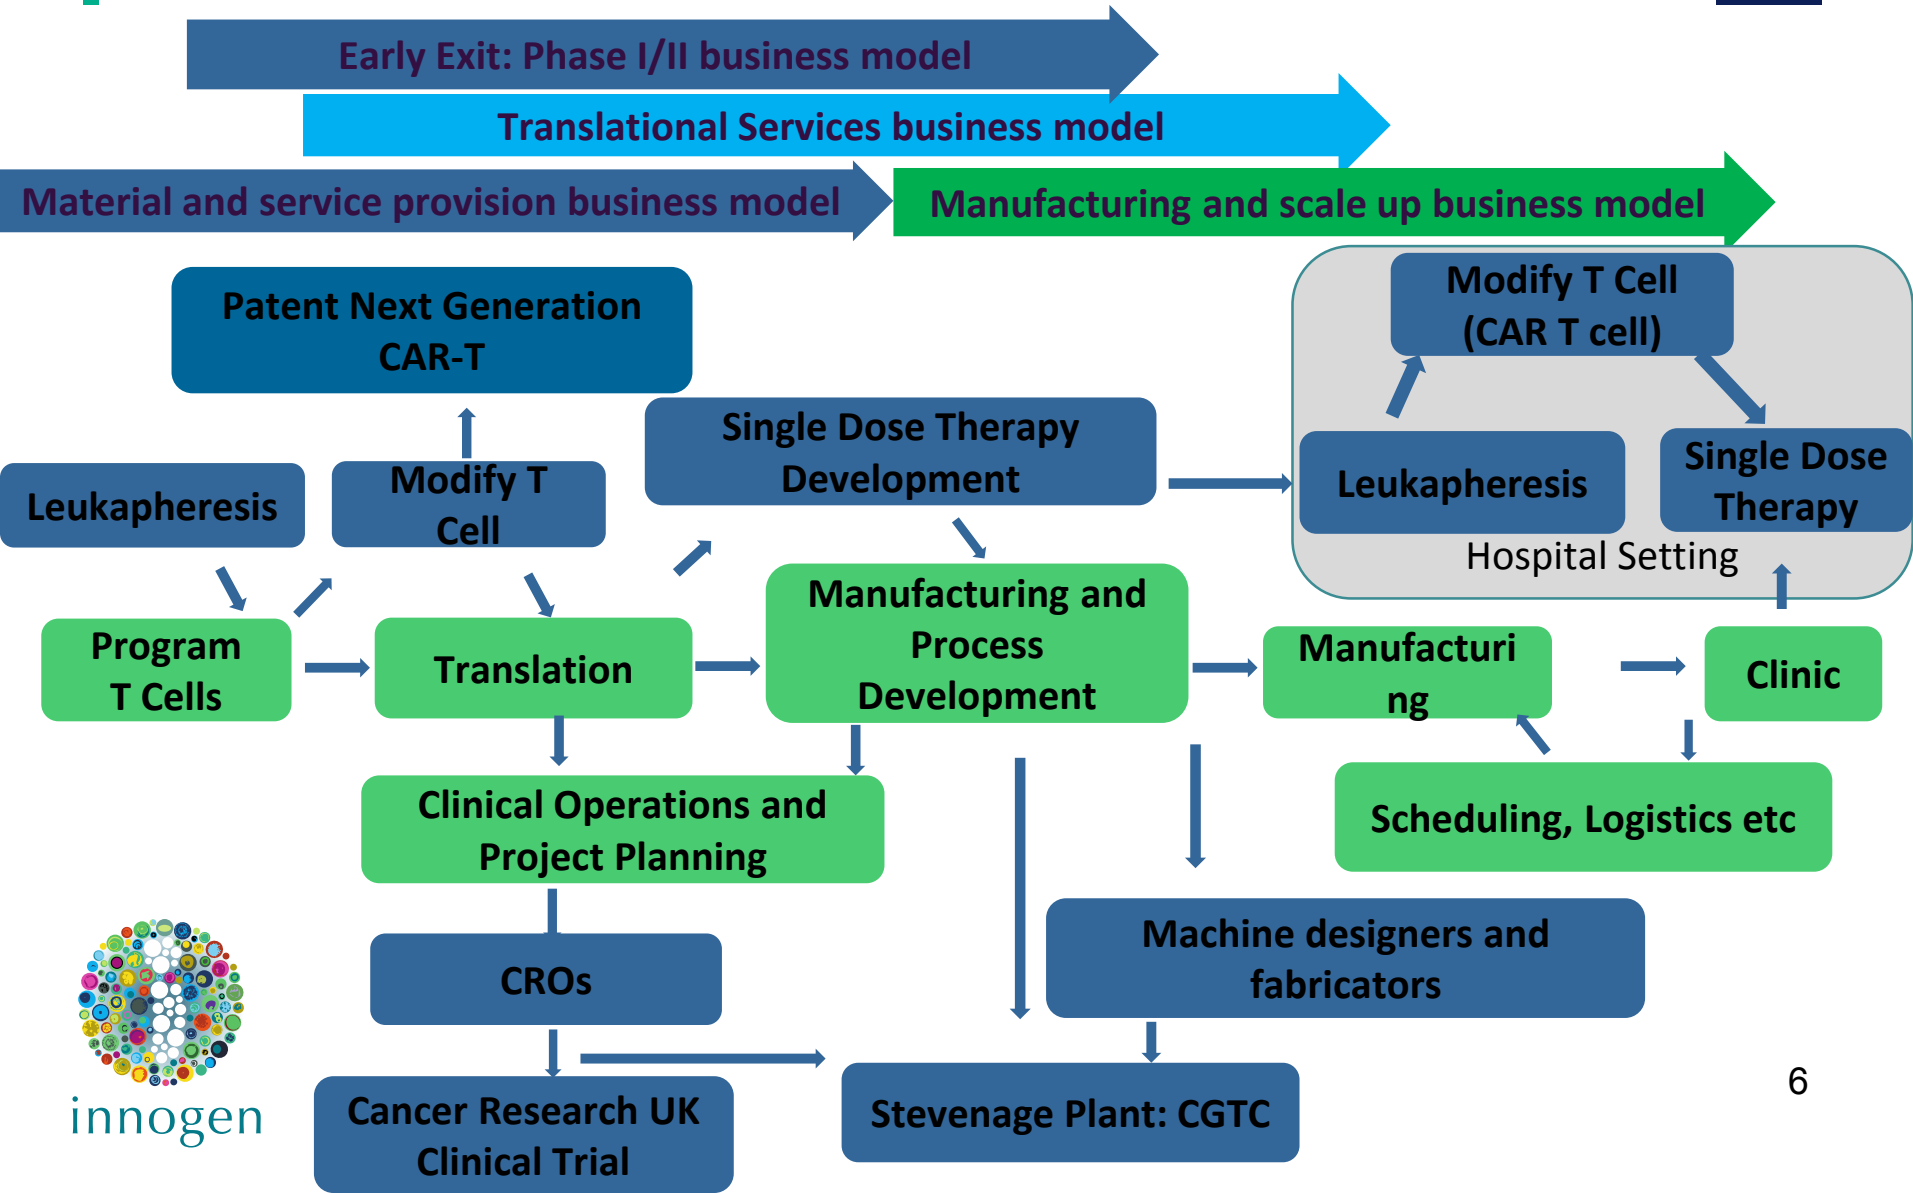 Early Exit: Phase I/II business model
Translational Services business model
Material and service provision business model
Manufacturing and scale up business model
Patent Next Generation
CAR-T
Modify T Cell
(CAR T cell)
Single Dose Therapy
Development
Leukapheresis
Modify T
Cell
Leukapheresis
Single Dose
Therapy
Hospital Setting
Program
T Cells
Translation
Manufacturing and
Process
Development
Manufacturi
ng
Clinic
Clinical Operations and
Project Planning
Scheduling, Logistics etc
CROs
Machine designers and
fabricators
Cancer Research UK
Clinical Trial
Stevenage Plant: CGTC
innogen
6